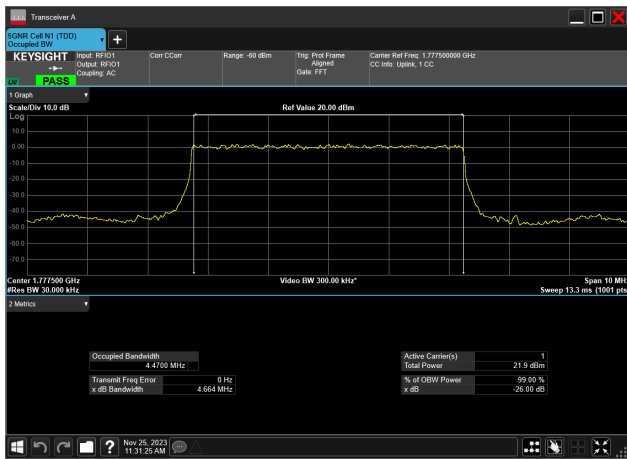 Transceiver A
5GNR Cell N1 (TDD)
Occupied BW
KEYSIGHT
LXI
PASS
Input: RFIO1
Output: RFIO1
Coupling: AC
Corr CCorr
Range: -60 dBm
Trig: Prot Frame
Aligned
Gate: FFT
Carrier Ref Freq: 1.777500000 GHz
CC Info: Uplink, 1 CC
1 Graph
Scale/Div 10.0 dB
Ref Value 20.00 dBm
Log
10.0
0.00
-10.0
-20.0
-30.0
-40.0
-50.0
-60.0
-70.0
Center 1.777500 GHz
Video BW 300.00 kHz*
Span 10 MH
#Res BW 30.000 kHz
Sweep 13.3 ms (1001 pts
2 Metrics
Occupied Bandwidth
4.4700 MHz
Active Carrier(s) 1
Total Power 21.9 dBm
Transmit Freq Error 0 Hz
x dB Bandwidth 4.664 MHz
% of OBW Power 99.00 %
x dB -26.00 dB
Nov 25, 2023
11:31:25 AM